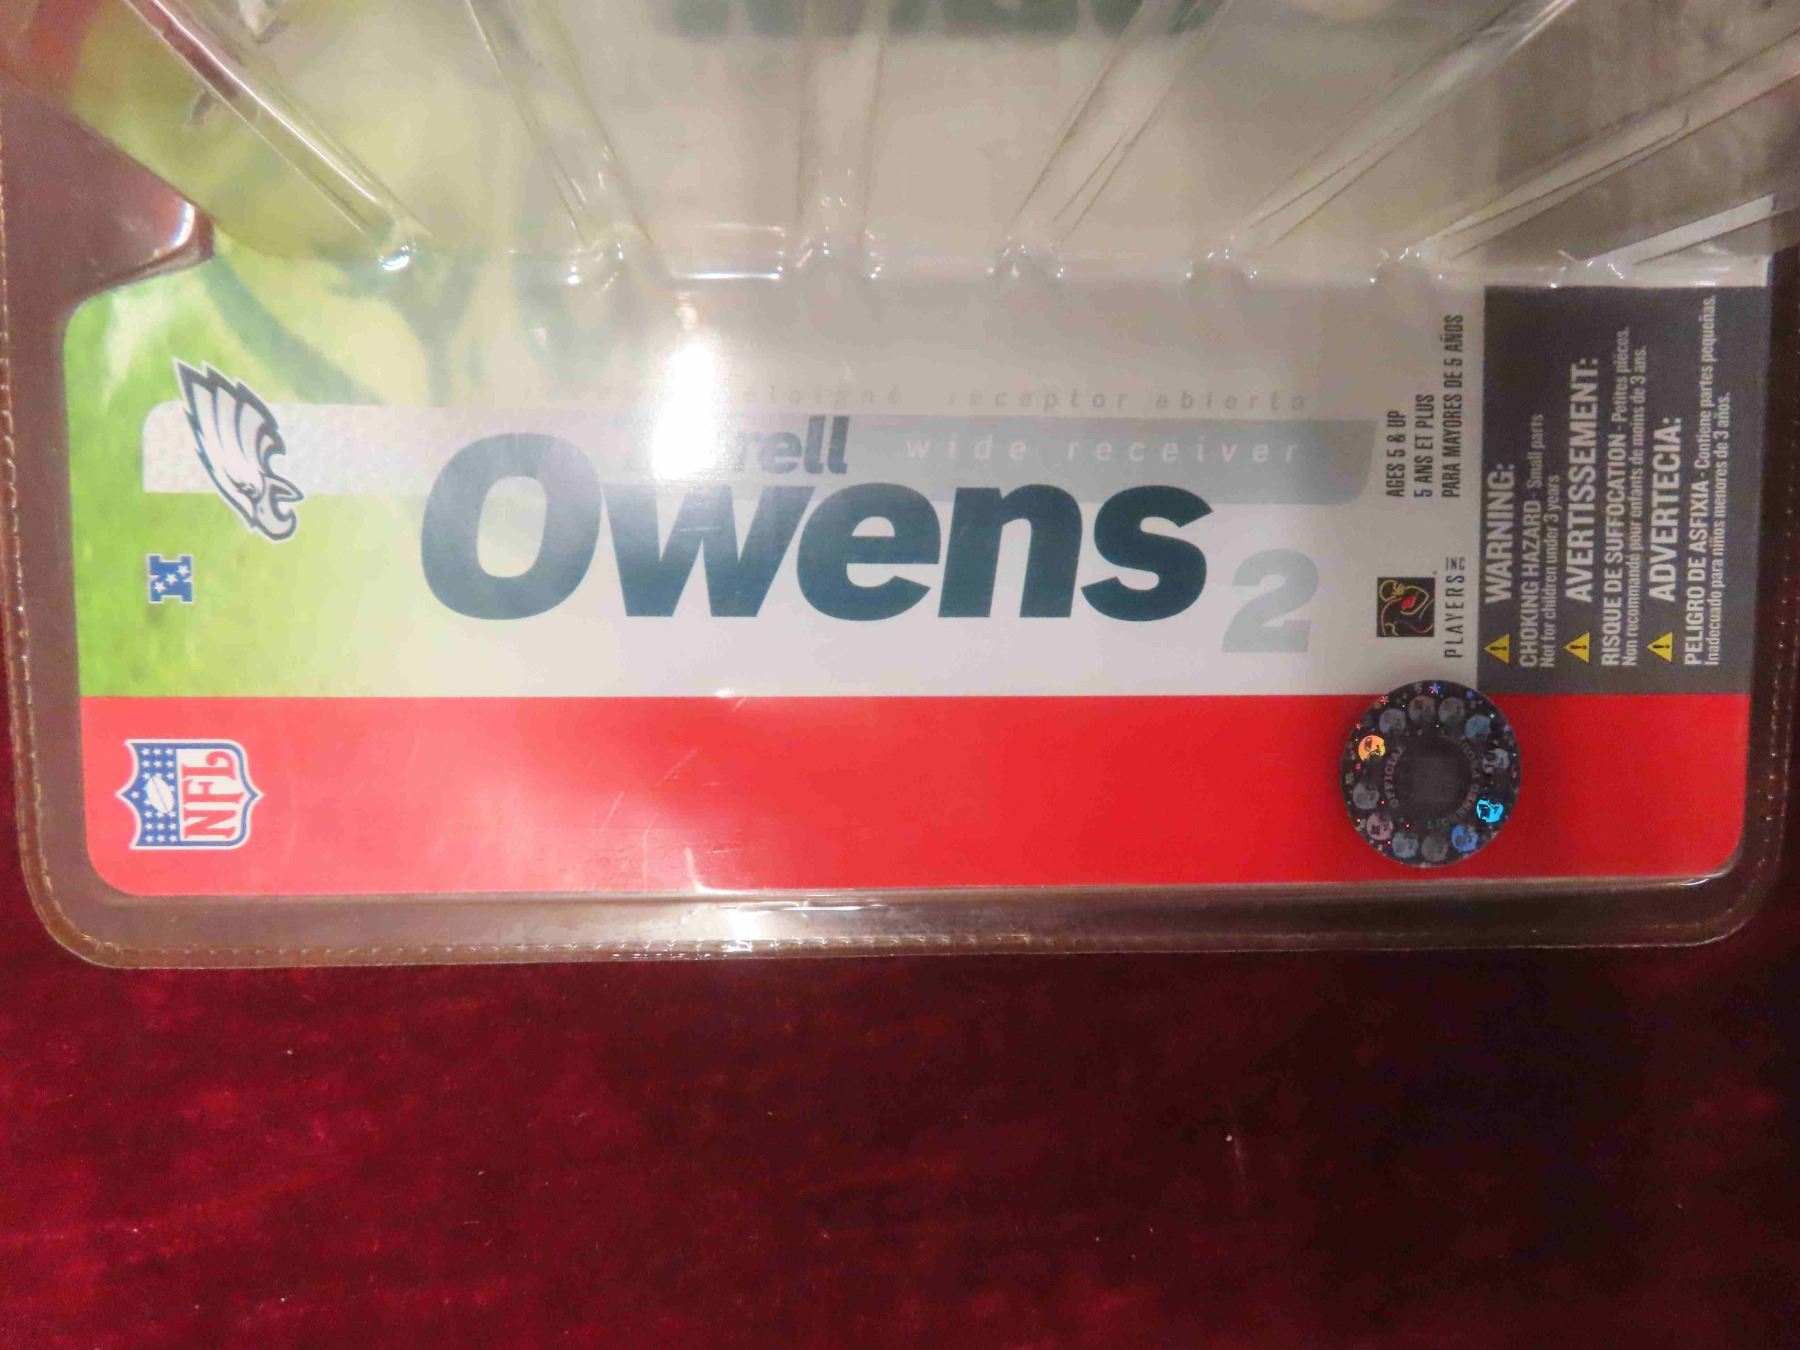 receptor abierto
wide receiver
Owens
2
AGES 5 & UP
5 ANS ET PLUS
PARA MAYORES DE 5 AÑOS
PLAYERS INC
WARNING:
CHOKING HAZARD - Small parts
Not for children under 3 years
AVERTISSEMENT:
RISQUE DE SUFFOCATION - Petites pièces.
Non recommandé pour enfants de moins de 3 ans.
ADVERTECIA:
PELIGRO DE ASFIXIA - Contiene partes pequeñas.
Inadecuado para niños menores de 3 años.
N
NFL
OFFICIAL